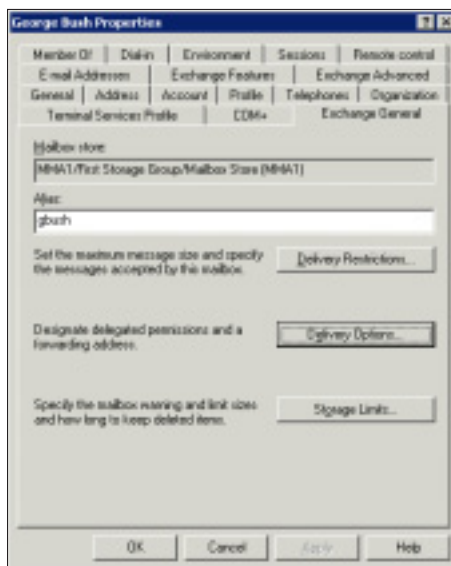 George Bush Properties
Member Of Dial-in Environment Sessions Remote control
E-mail Addresses Exchange Features Exchange Advanced
General Address Account Profile Telephones Organization
Terminal Services Profile COM+ Exchange General
Mailbox store:
MMA1/First Storage Group/Mailbox Store (MMA1)
Alias:
gbush
Set the maximum message size and specify
the messages accepted by this mailbox.
Delivery Restrictions...
Designate delegated permissions and a
forwarding address.
Delivery Options...
Specify the mailbox warning and limit sizes
and how long to keep deleted items.
Storage Limits...
OK Cancel Apply Help